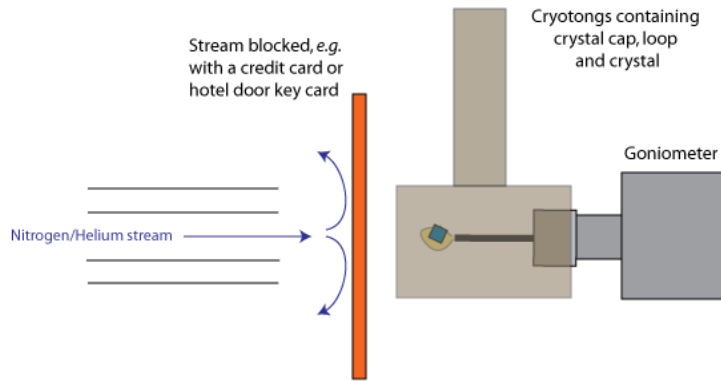 Stream blocked, e.g.
with a credit card or
hotel door key card
Cryotongs containing
crystal cap, loop
and crystal
Goniometer
Nitrogen/Helium stream